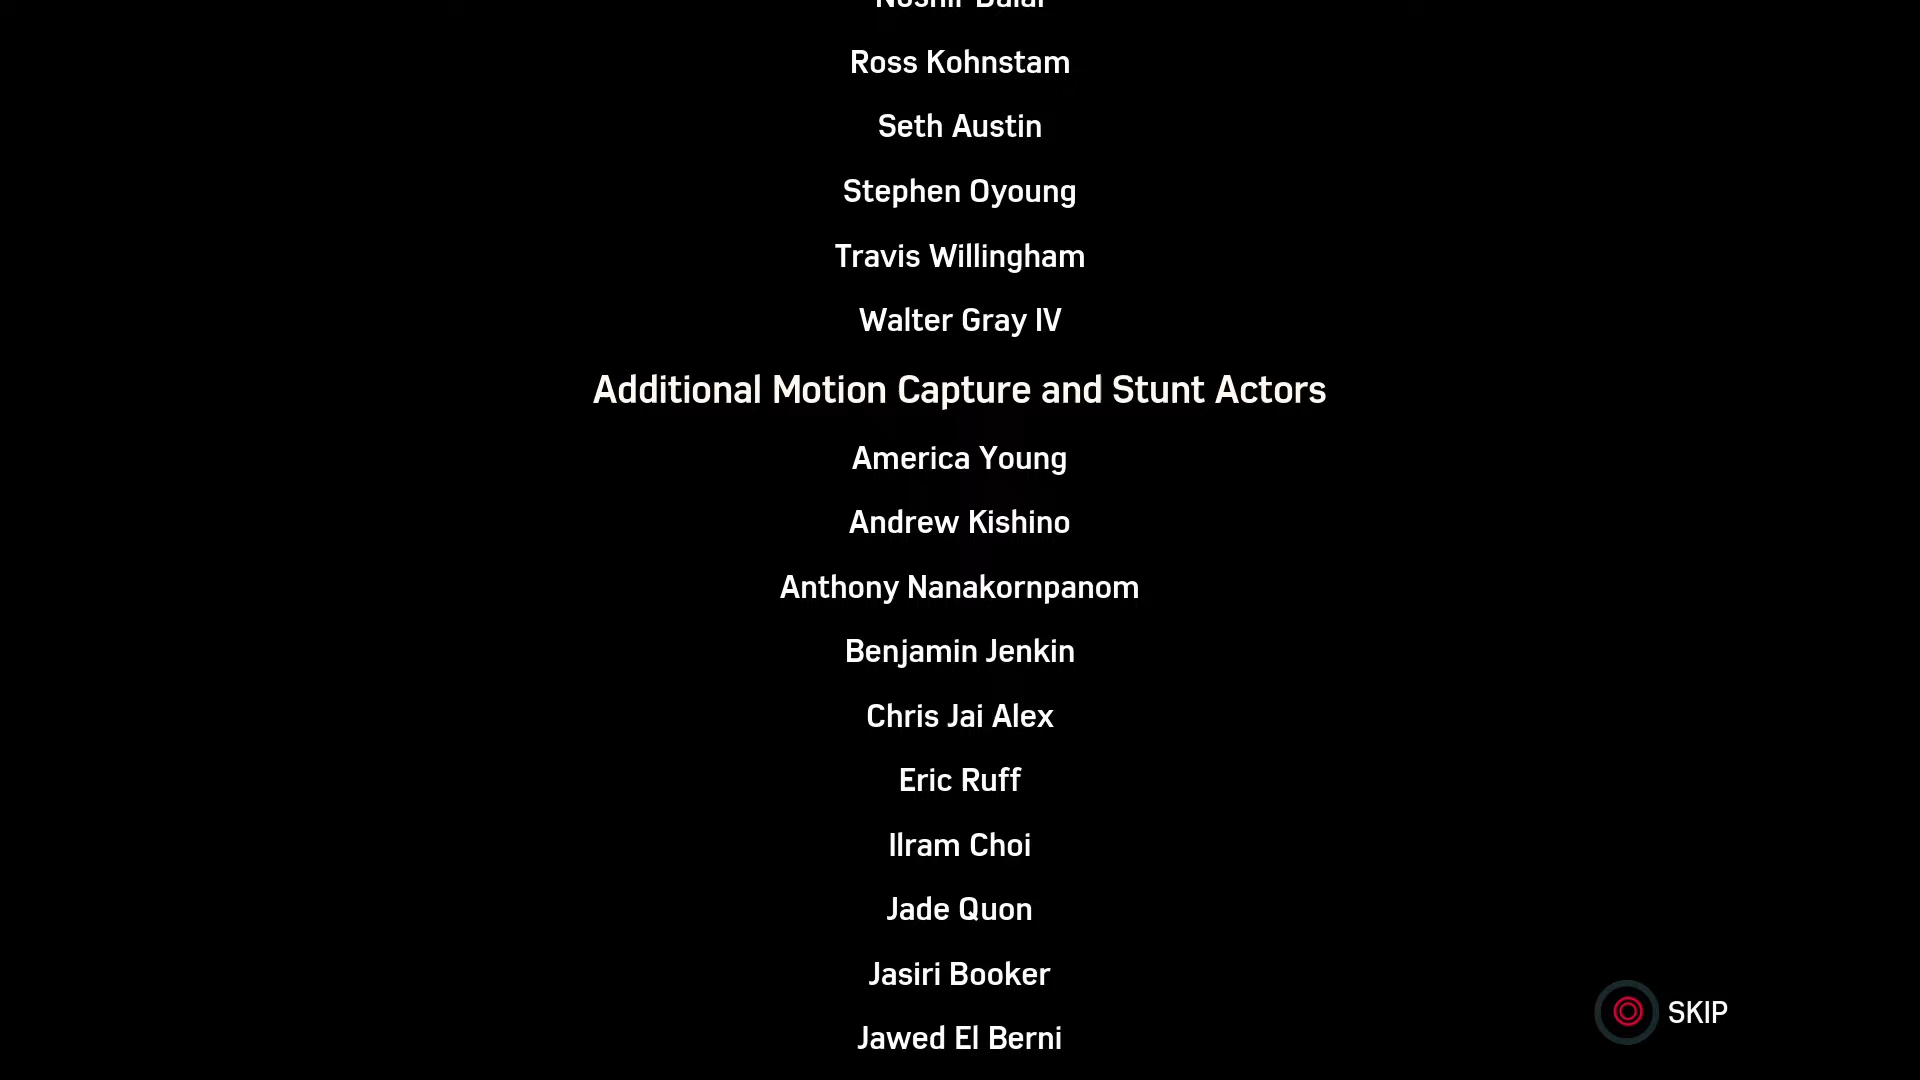 Ross Kohnstam
Seth Austin
Stephen Oyoung
Travis Willingham
Walter Gray IV
Additional Motion Capture and Stunt Actors
America Young
Andrew Kishino
Anthony Nanakornpanom
Benjamin Jenkin
Chris Jai Alex
Eric Ruff
Ilram Choi
Jade Quon
Jasiri Booker
Jawed El Berni
SKIP